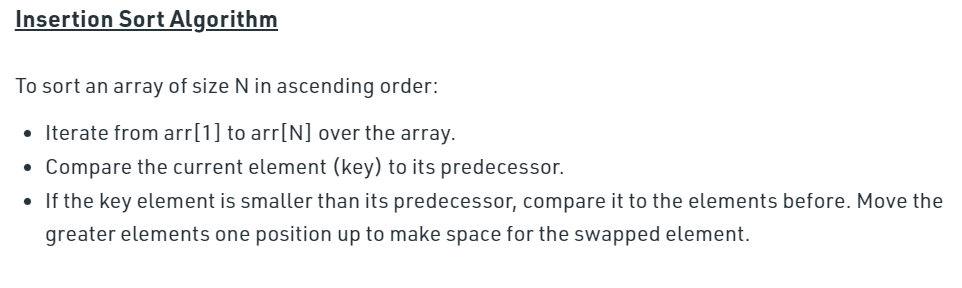 Insertion Sort Algorithm
To sort an array of size N in ascending order:
• Iterate from arr[1] to arr[N] over the array.
• Compare the current element (key) to its predecessor.
• If the key element is smaller than its predecessor, compare it to the elements before. Move the
greater elements one position up to make space for the swapped element.